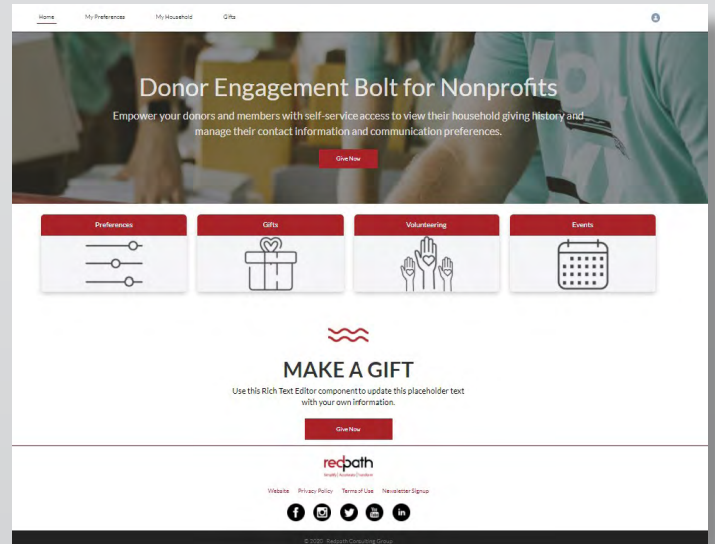 Home My Preferences My Household Gifts
Donor Engagement Bolt for Nonprofits
Empower your donors and members with self-service access to view their household giving history and
manage their contact information and communication preferences.
Give Now
Preferences Gifts Volunteering Events
MAKE A GIFT
Use this Rich Text Editor component to update this placeholder text
with your own information.
Give Now
redpath
Website Privacy Policy Terms of Use Newsletter Signup
© 2020 Redpath Consulting Group